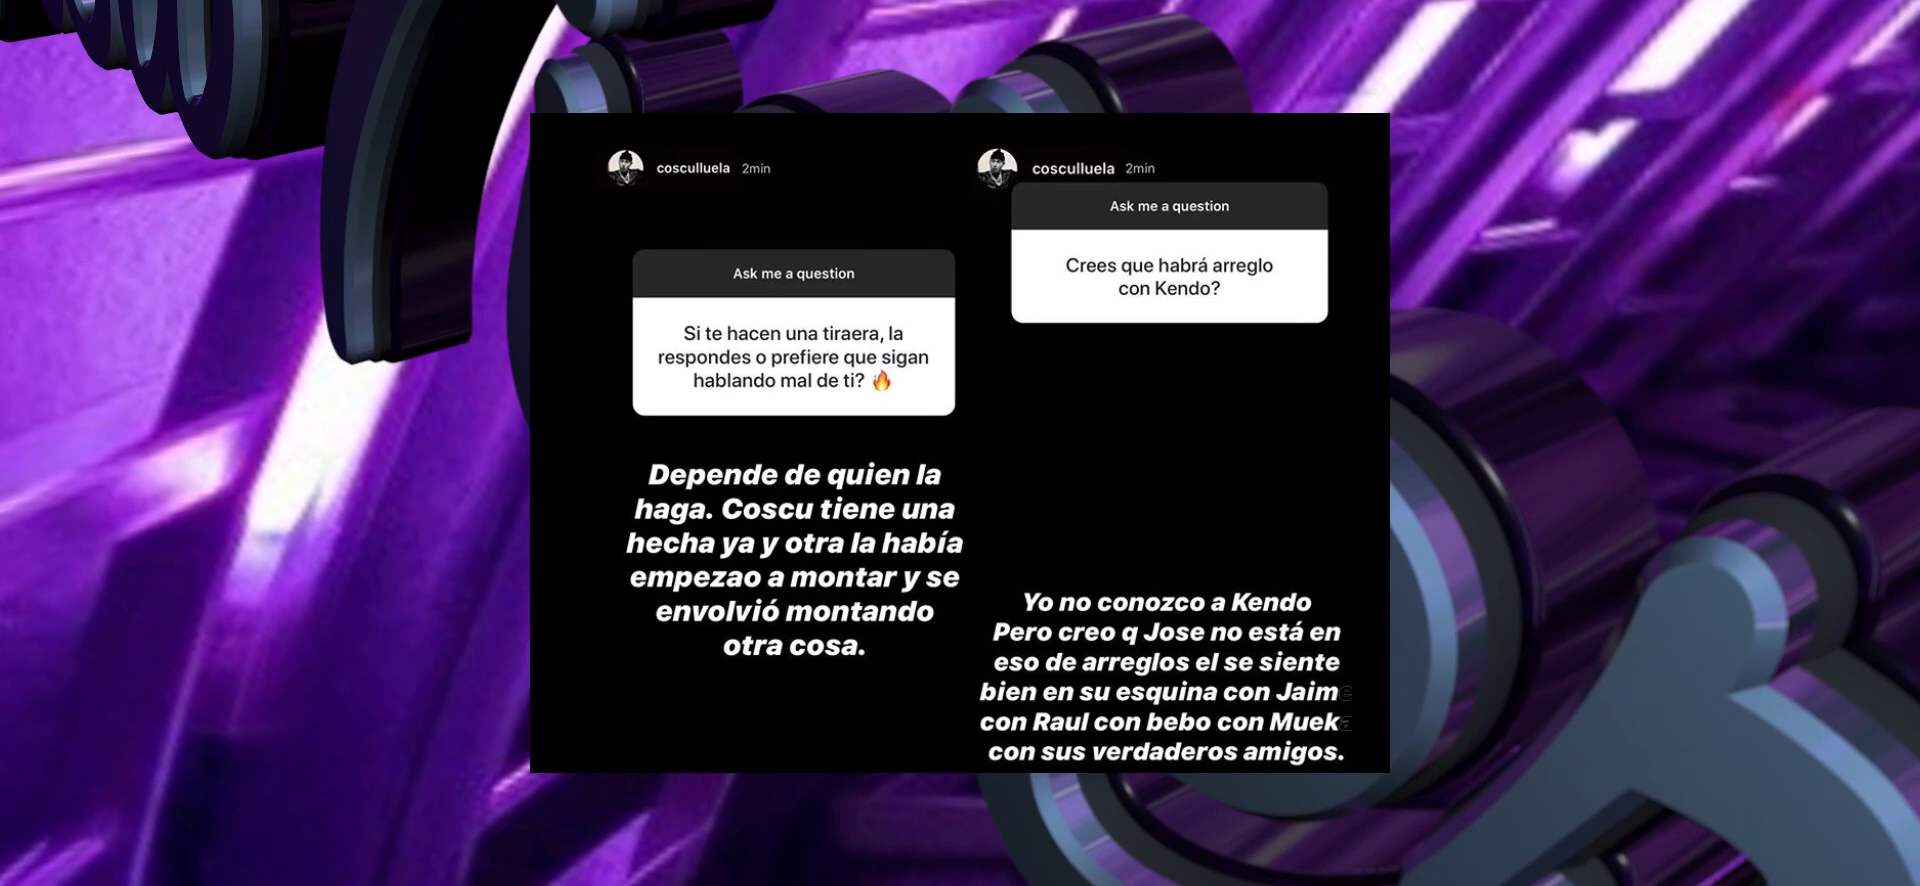 cosculluela 2min
Ask me a question
Si te hacen una tiraera, la
respondes o prefiere que sigan
hablando mal de ti? 🔥
Depende de quien la
haga. Coscu tiene una
hecha ya y otra la había
empezao a montar y se
envolvió montando
otra cosa.
cosculluela 2min
Ask me a question
Crees que habrá arreglo
con Kendo?
Yo no conozco a Kendo
Pero creo q Jose no está en
eso de arreglos el se siente
bien en su esquina con Jaime
con Raul con bebo con Mueka
con sus verdaderos amigos.